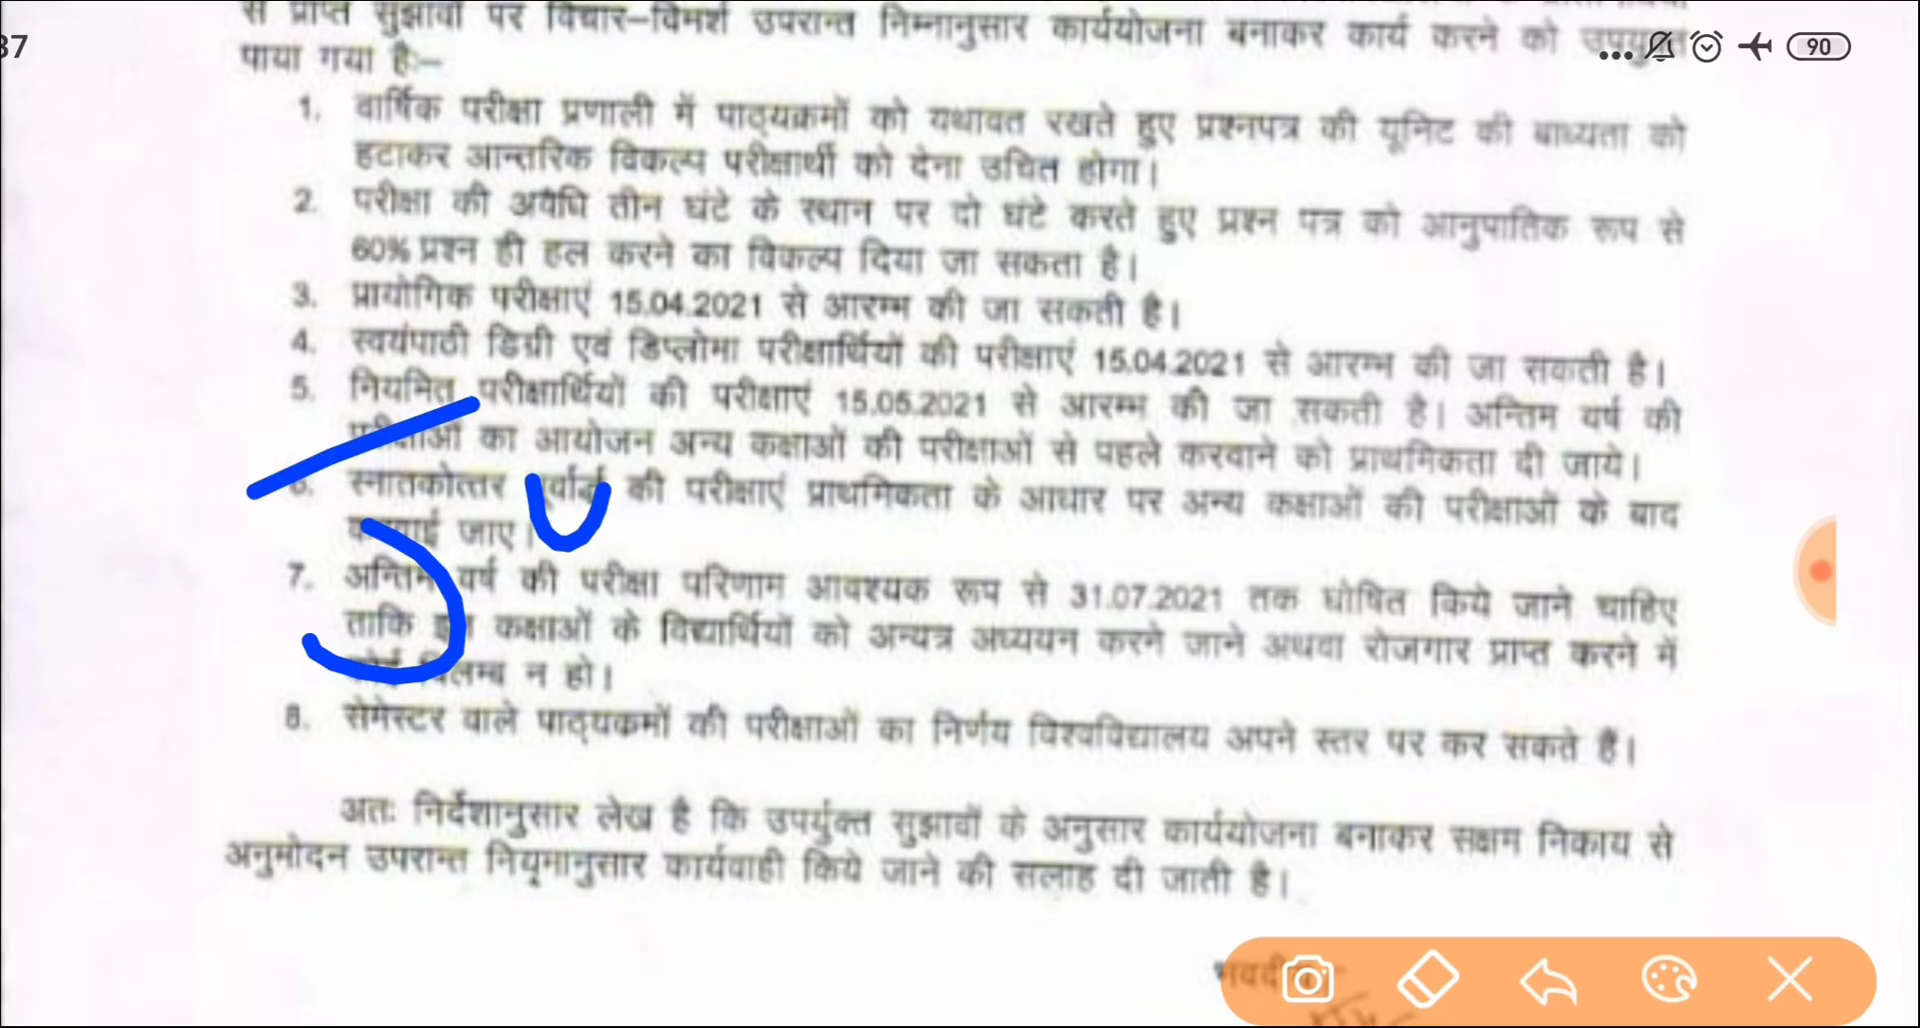 से प्राप्त सुझावों पर विचार–विमर्श उपरान्त निम्नानुसार कार्ययोजना बनाकर कार्य करने को
पाया गया हैः–
37
90
1. वार्षिक परीक्षा प्रणाली में पाठ्यक्रमों को यथावत रखते हुए प्रश्नपत्र की यूनिट की बाध्यता को
हटाकर आन्तरिक विकल्प परीक्षार्थी को देना उचित होगा।
2. परीक्षा की अवधि तीन घंटे के स्थान पर दो घंटे करते हुए प्रश्न पत्र को आनुपातिक रूप से
60% प्रश्न ही हल करने का विकल्प दिया जा सकता है।
3. प्रायोगिक परीक्षाएं 15.04.2021 से आरम्भ की जा सकती है।
4. स्वयंपाठी डिग्री एवं डिप्लोमा परीक्षार्थियों की परीक्षाएं 15.04.2021 से आरम्भ की जा सकती है।
5. नियमित परीक्षार्थियों की परीक्षाएं 15.05.2021 से आरम्भ की जा सकती है। अन्तिम वर्ष की
परीक्षाओं का आयोजन अन्य कक्षाओं की परीक्षाओं से पहले करवाने को प्राथमिकता दी जाये।
6. स्नातकोत्तर पूर्वार्द्ध की परीक्षाएं प्राथमिकता के आधार पर अन्य कक्षाओं की परीक्षाओं के बाद
जाए।
7. अन्तिम वर्ष की परीक्षा परिणाम आवश्यक रूप से 31.07.2021 तक घोषित किये जाने चाहिए
ताकि कक्षाओं के विद्यार्थियों को अन्यत्र अध्ययन करने जाने अथवा रोजगार प्राप्त करने में
कोई विलम्ब न हो।
8. सेमेस्टर वाले पाठ्यकमों की परीक्षाओं का निर्णय विश्वविद्यालय अपने स्तर पर कर सकते हैं।
अतः निर्देशानुसार लेख है कि उपर्युक्त सुझावों के अनुसार कार्ययोजना बनाकर सक्षम निकाय से
अनुमोदन उपरान्त नियमानुसार कार्यवाही किये जाने की सलाह दी जाती है।